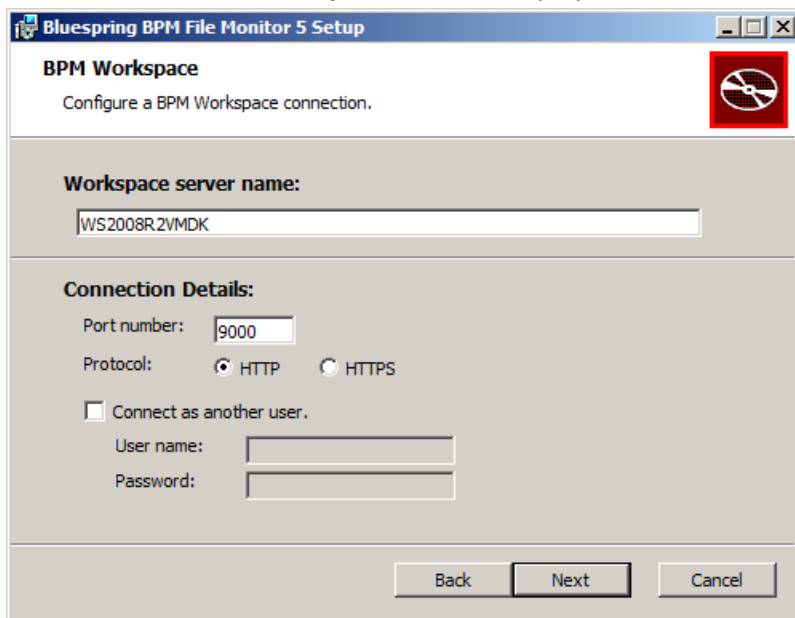 Bluespring BPM File Monitor 5 Setup
BPM Workspace
Configure a BPM Workspace connection.
Workspace server name:
WS2008R2VMDK
Connection Details:
Port number: 9000
Protocol: HTTP HTTPS
Connect as another user.
User name:
Password:
Back Next Cancel